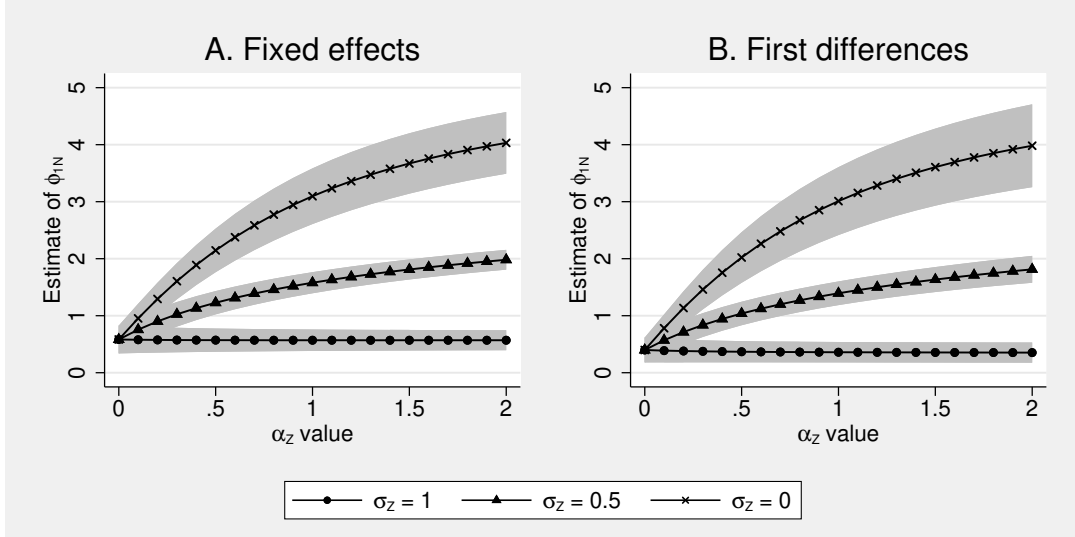 A. Fixed effects
Estimate of ϕ₁N
5
4
3
2
1
0
0 .5 1 1.5 2
αZ value
B. First differences
Estimate of ϕ₁N
5
4
3
2
1
0
0 .5 1 1.5 2
αZ value
σZ = 1 σZ = 0.5 σZ = 0